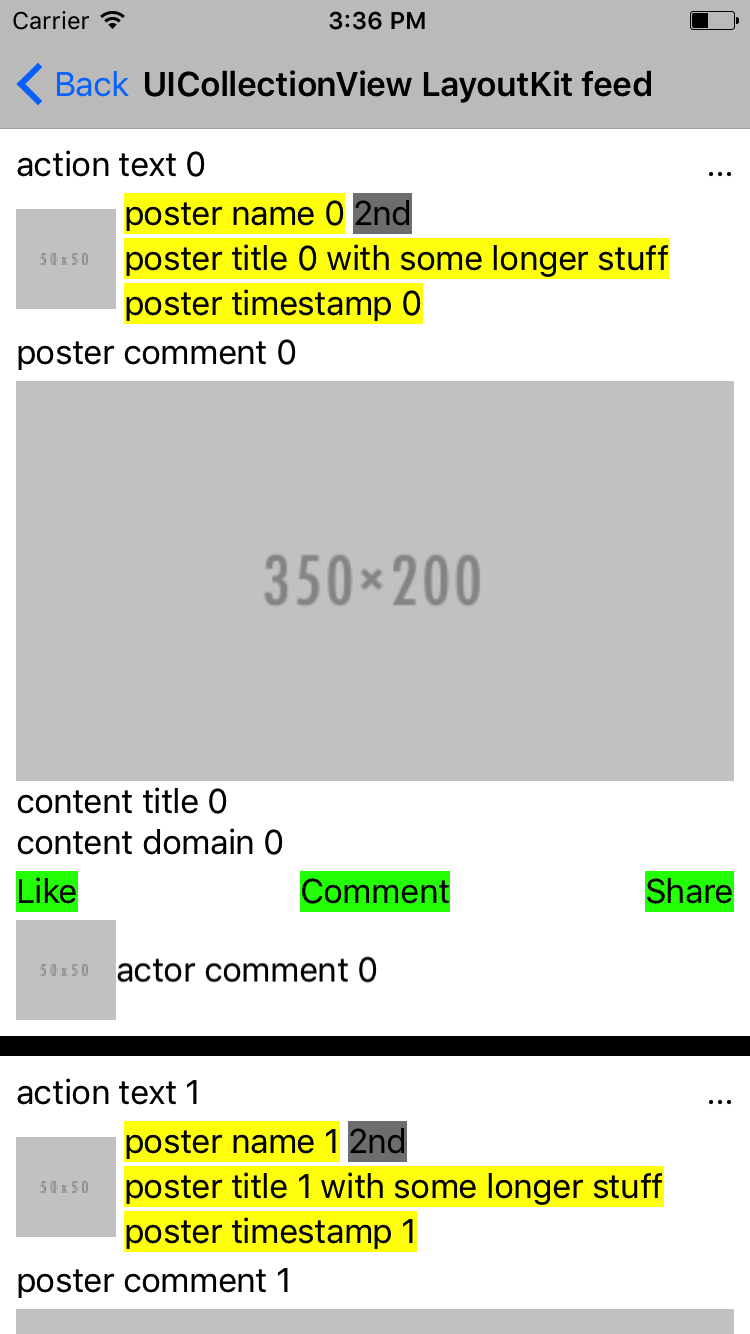 Carrier 3:36 PM
Back UICollectionView LayoutKit feed
action text 0 ...
poster name 0 2nd
50x50 poster title 0 with some longer stuff
poster timestamp 0
poster comment 0
350×200
content title 0
content domain 0
Like Comment Share
50x50 actor comment 0
action text 1 ...
poster name 1 2nd
50x50 poster title 1 with some longer stuff
poster timestamp 1
poster comment 1